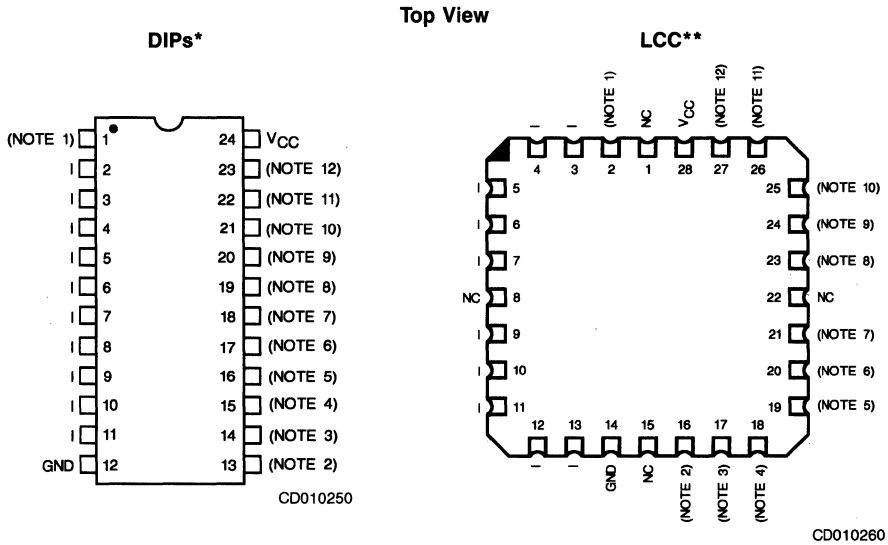 Top View
DIPs*
LCC**
(NOTE 1) 1 24 VCC
I 2 23 (NOTE 12)
I 3 22 (NOTE 11)
I 4 21 (NOTE 10)
I 5 20 (NOTE 9)
I 6 19 (NOTE 8)
I 7 18 (NOTE 7)
I 8 17 (NOTE 6)
I 9 16 (NOTE 5)
I 10 15 (NOTE 4)
I 11 14 (NOTE 3)
GND 12 13 (NOTE 2)
CD010250
I I (NOTE 1) NC VCC (NOTE 12) (NOTE 11)
4 3 2 1 28 27 26
I 5 25 (NOTE 10)
I 6 24 (NOTE 9)
I 7 23 (NOTE 8)
NC 8 22 NC
I 9 21 (NOTE 7)
I 10 20 (NOTE 6)
I 11 19 (NOTE 5)
12 13 14 15 16 17 18
I I GND NC (NOTE 2) (NOTE 3) (NOTE 4)
CD010260